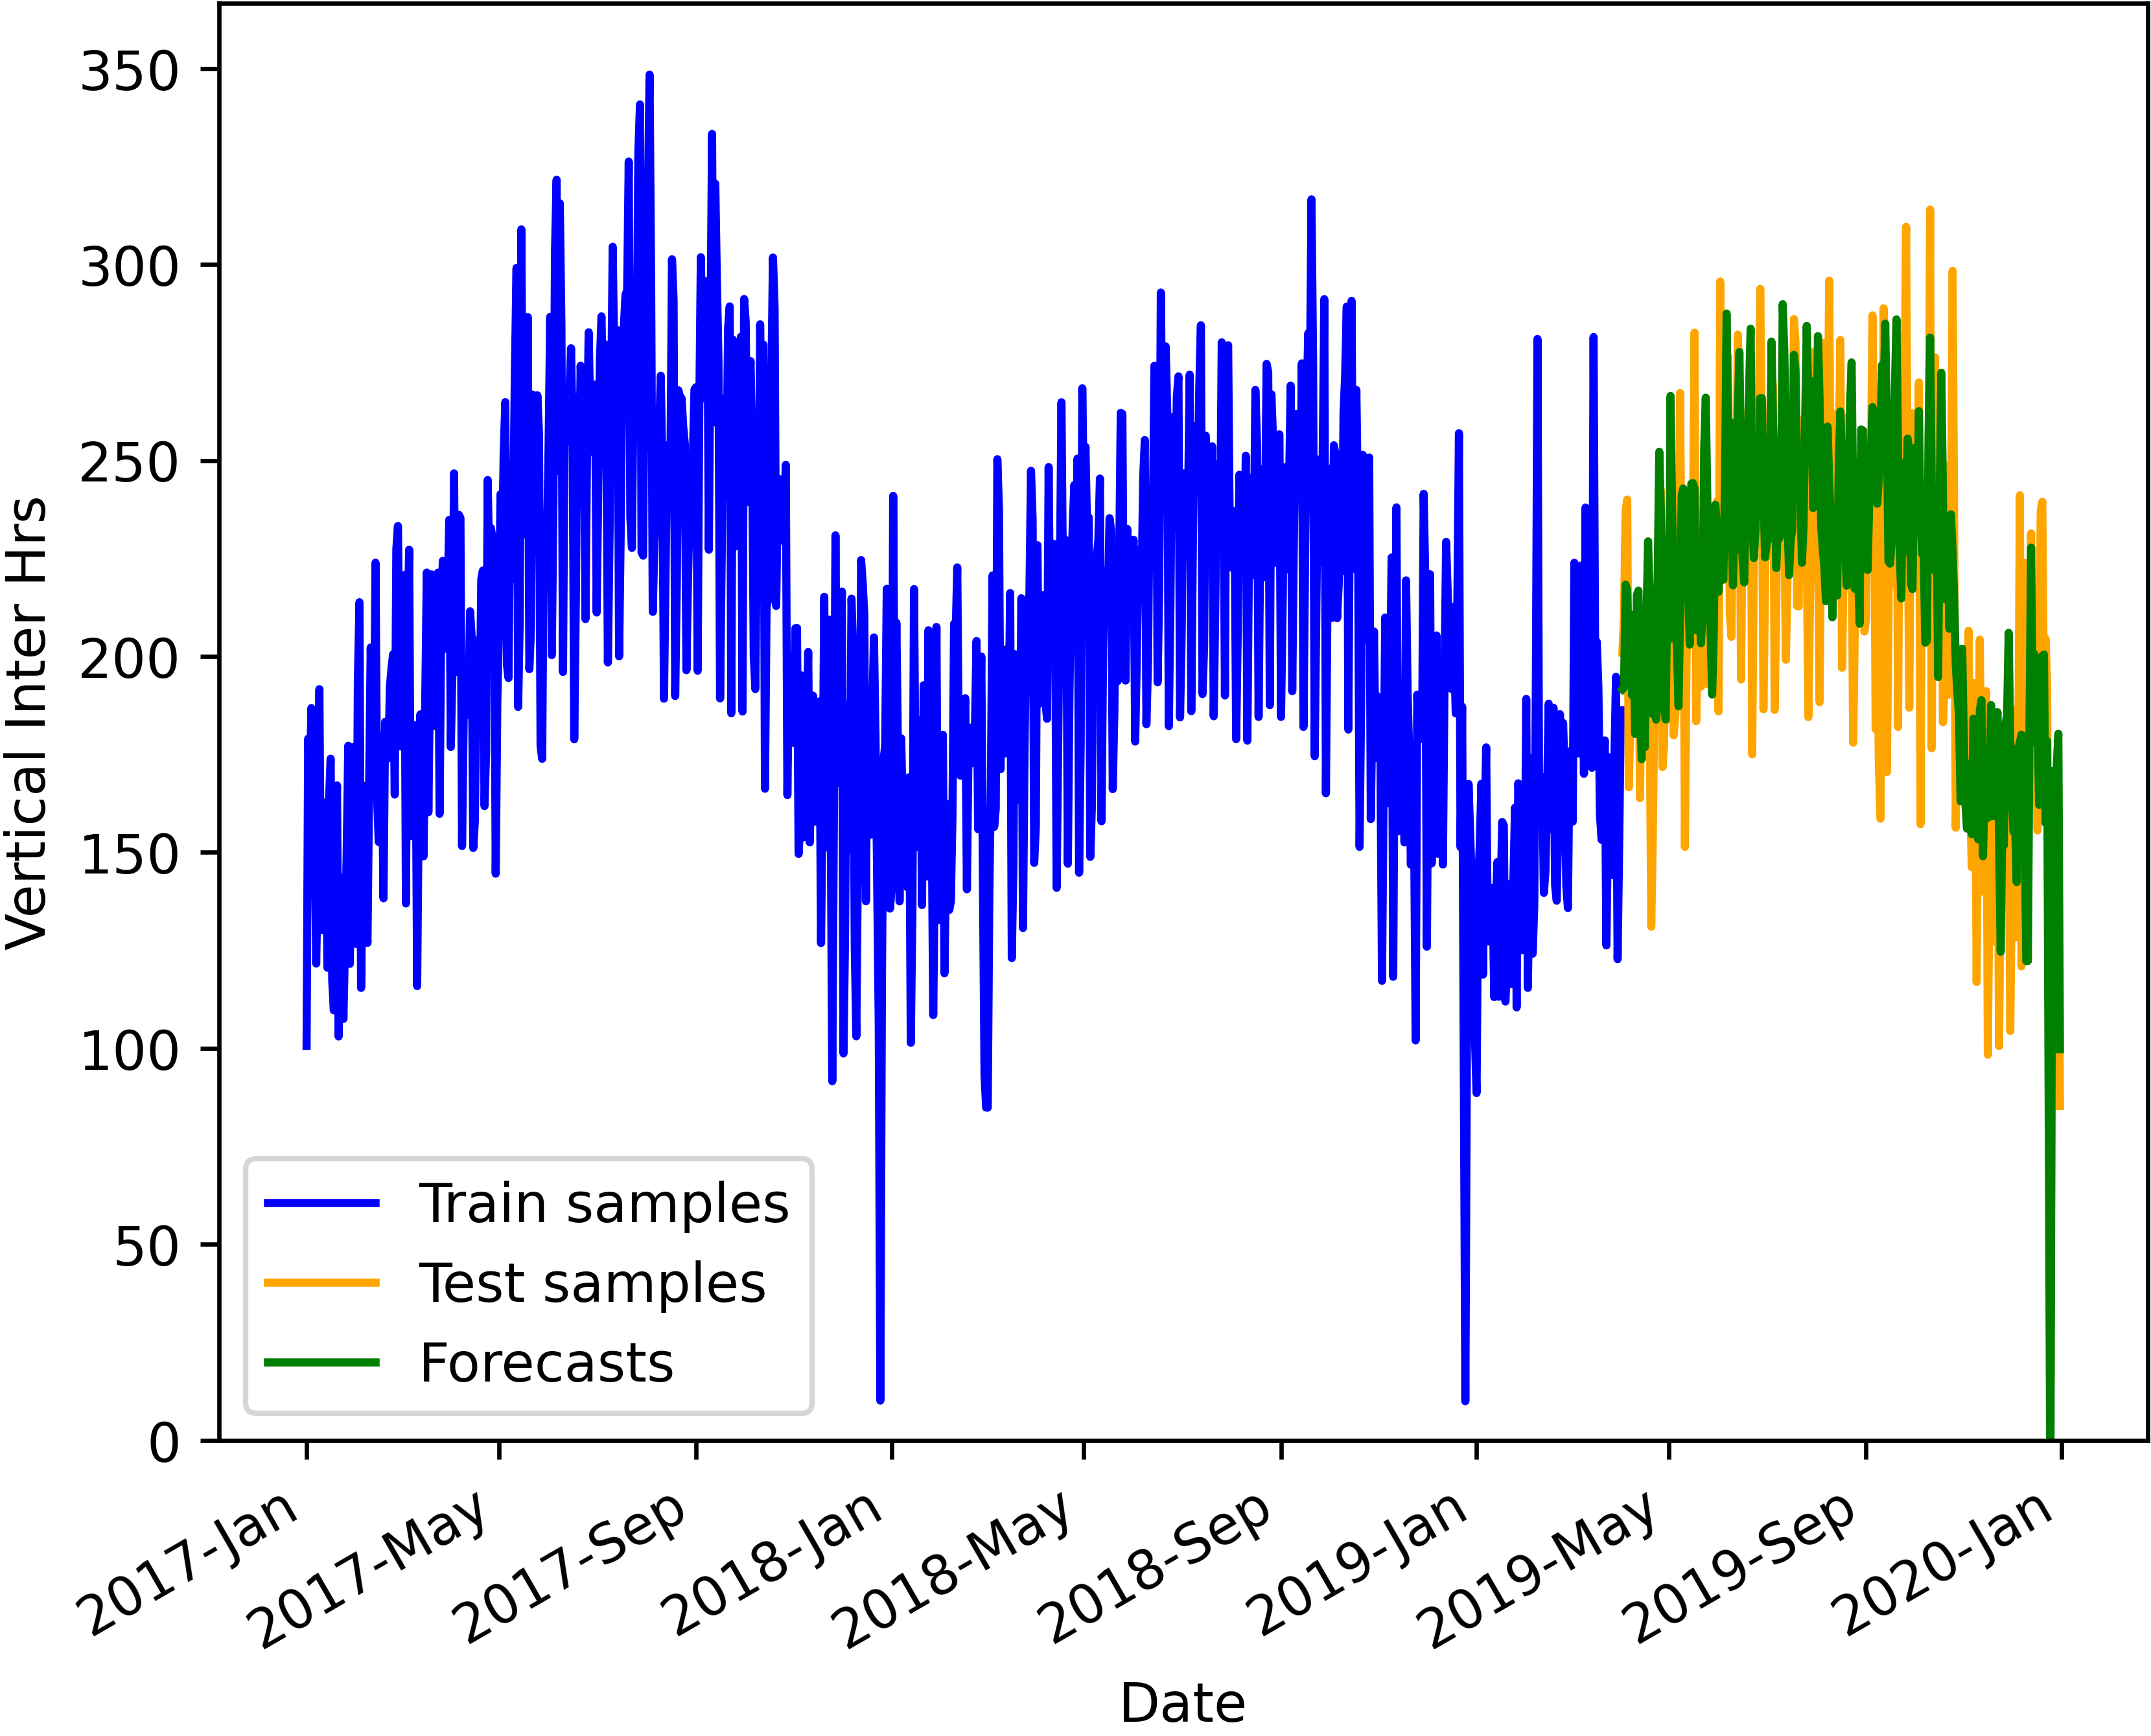 350
300
250
200
150
100
50
0
Vertical Inter Hrs
Train samples
Test samples
Forecasts
2017-Jan
2017-May
2017-Sep
2018-Jan
2018-May
2018-Sep
2019-Jan
2019-May
2019-Sep
2020-Jan
Date